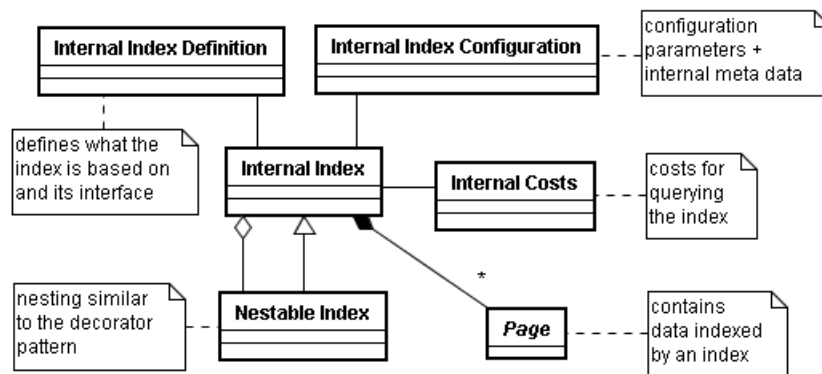 Internal Index Definition
Internal Index Configuration
configuration
parameters +
internal meta data
defines what the
index is based on
and its interface
Internal Index
Internal Costs
costs for
querying
the index
nesting similar
to the decorator
pattern
Nestable Index
*
Page
contains
data indexed
by an index